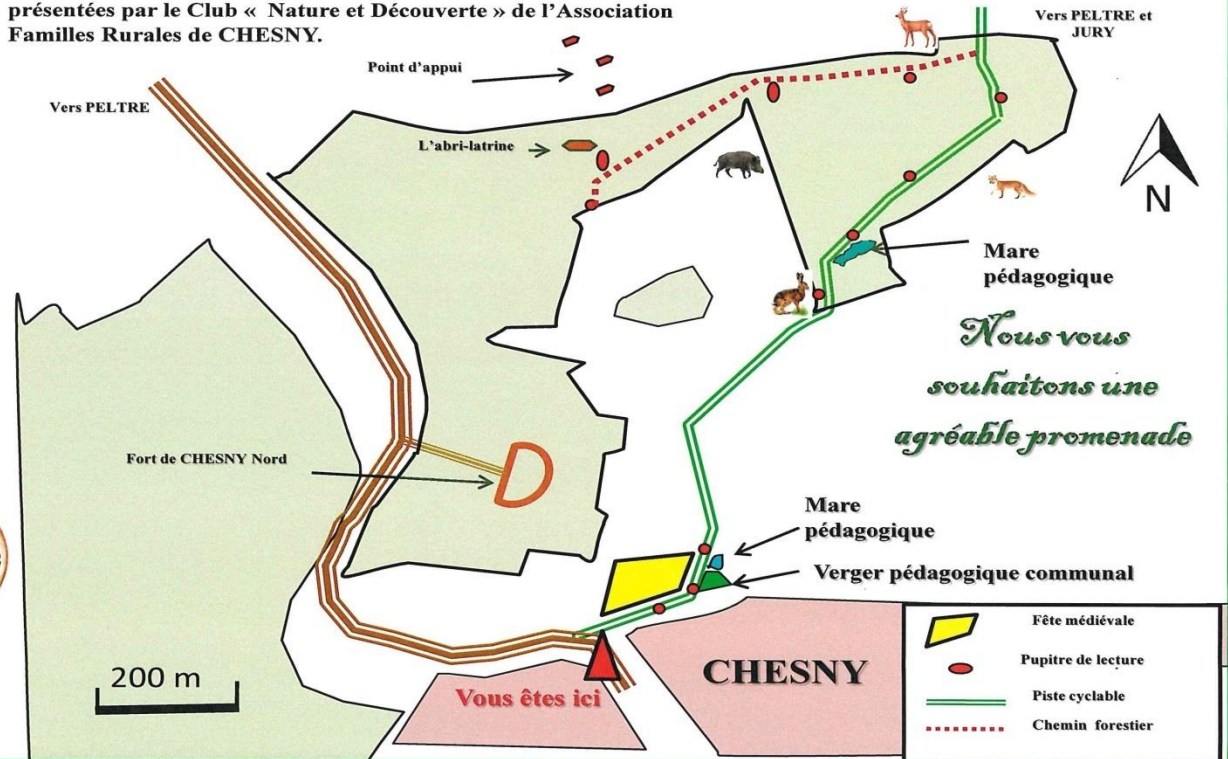 présentées par le Club « Nature et Découverte » de l'Association
Familles Rurales de CHESNY.
Vers PELTRE et
JURY
Point d'appui
Vers PELTRE
L'abri-latrine
N
Mare
pédagogique
Nous vous
souhaitons une
agréable promenade
Fort de CHESNY Nord
Mare
pédagogique
Verger pédagogique communal
200 m
Vous êtes ici
CHESNY
Fête médiévale
Pupitre de lecture
Piste cyclable
Chemin forestier